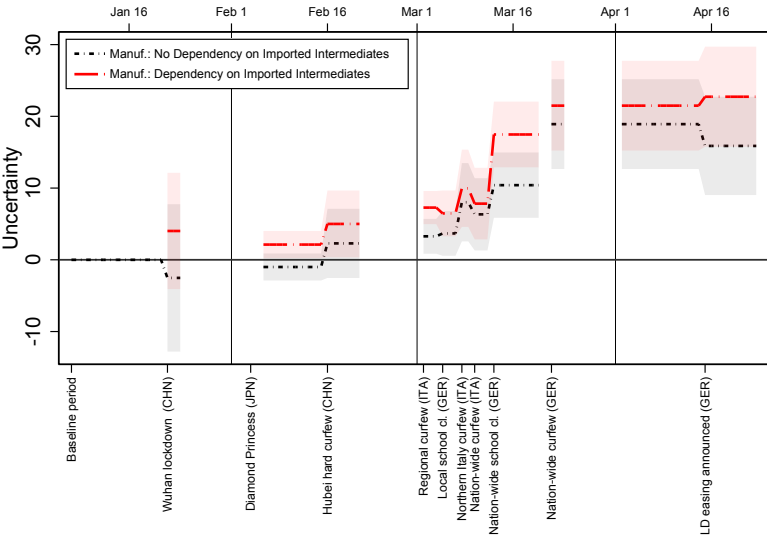 Jan 16
Feb 1
Feb 16
Mar 1
Mar 16
Apr 1
Apr 16
Manuf.: No Dependency on Imported Intermediates
Manuf.: Dependency on Imported Intermediates
Uncertainty
30
20
10
0
-10
Baseline period
Wuhan lockdown (CHN)
Diamond Princess (JPN)
Hubei hard curfew (CHN)
Regional curfew (ITA)
Local school cl. (GER)
Northern Italy curfew (ITA)
Nation-wide curfew (ITA)
Nation-wide school cl. (GER)
Nation-wide curfew (GER)
LD easing announced (GER)